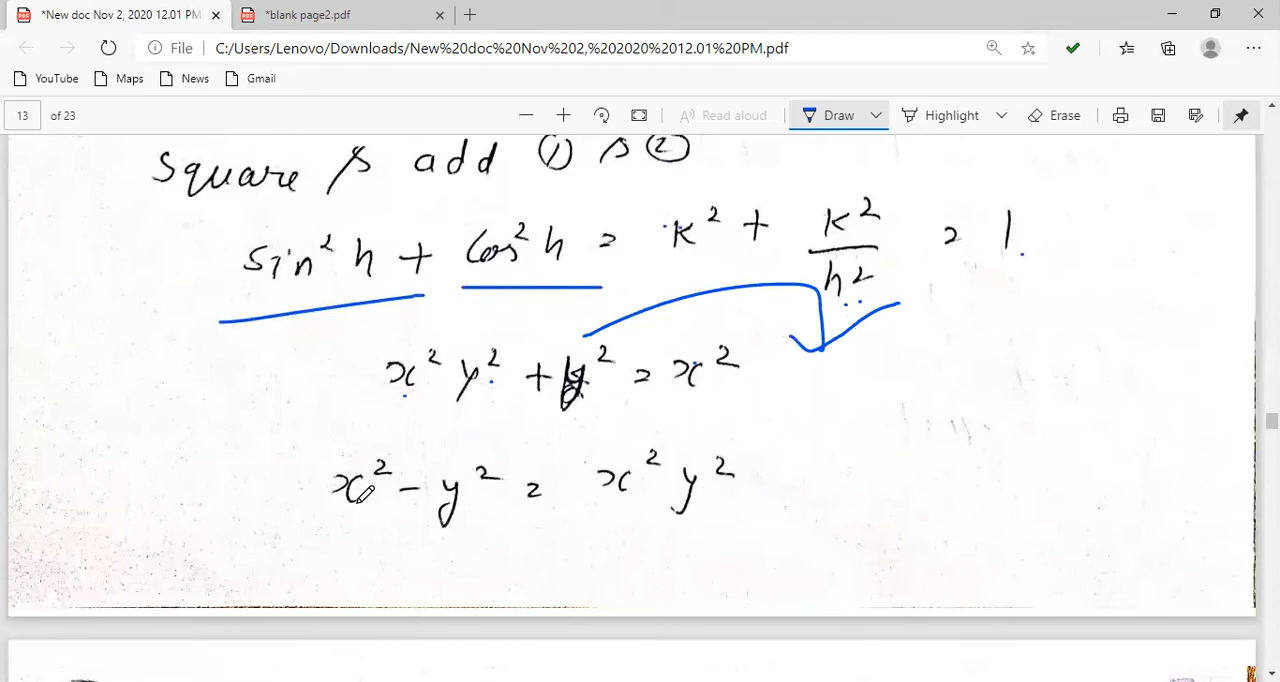 *New doc Nov 2, 2020 12.01 PM
*blank page2.pdf
File C:/Users/Lenovo/Downloads/New%20doc%20Nov%202,%202020%2012.01%20PM.pdf
YouTube Maps News Gmail
13 of 23 Read aloud Draw Highlight Erase
Square & add ① & ②
sin² h + cos² h = k² + k²/h² = 1
x² y² + y² = x²
x² - y² = x² y²